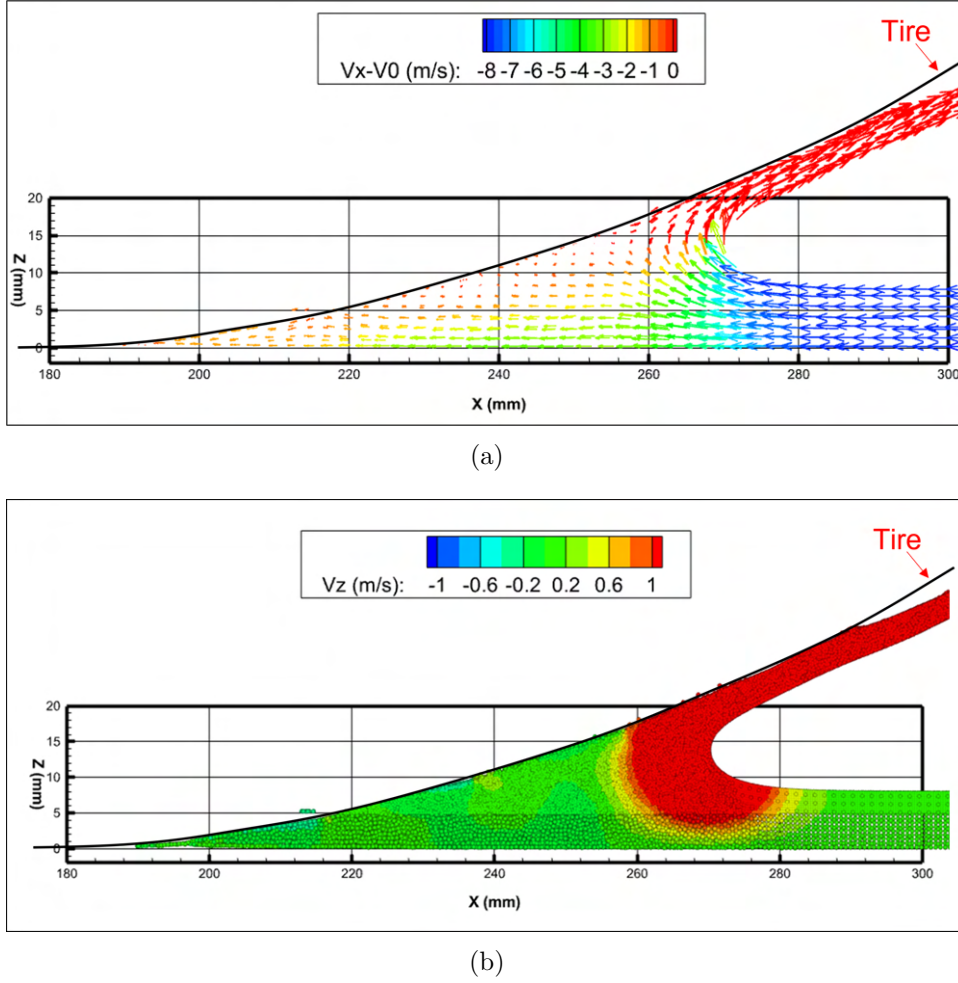 Tire
Vx-V0 (m/s): -8 -7 -6 -5 -4 -3 -2 -1 0
20
15
10
5
0
Z (mm)
180 200 220 240 260 280 300
X (mm)
(a)
Tire
Vz (m/s): -1 -0.6 -0.2 0.2 0.6 1
20
15
10
5
0
Z (mm)
180 200 220 240 260 280 300
X (mm)
(b)